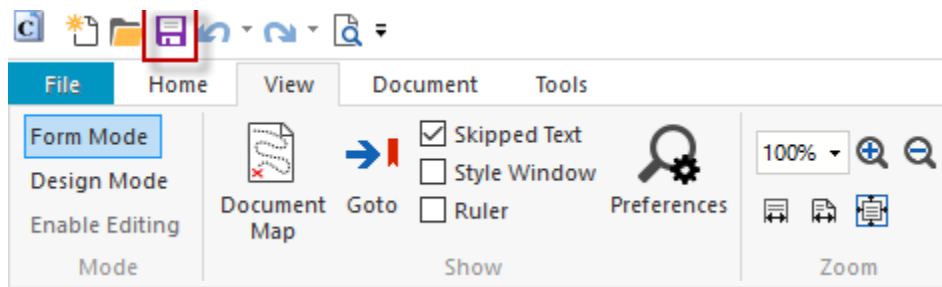 C
File Home View Document Tools
Form Mode
Design Mode
Enable Editing
Mode
Document
Map
Goto
Skipped Text
Style Window
Ruler
Preferences
Show
100%
Zoom